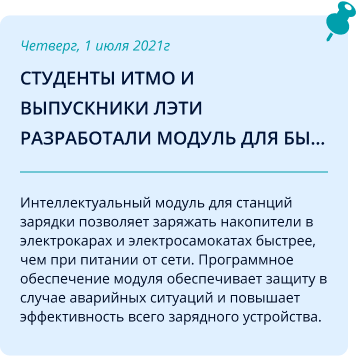 Четверг, 1 июля 2021г
СТУДЕНТЫ ИТМО И
ВЫПУСКНИКИ ЛЭТИ
РАЗРАБОТАЛИ МОДУЛЬ ДЛЯ БЫ...
Интеллектуальный модуль для станций
зарядки позволяет заряжать накопители в
электрокарах и электросамокатах быстрее,
чем при питании от сети. Программное
обеспечение модуля обеспечивает защиту в
случае аварийных ситуаций и повышает
эффективность всего зарядного устройства.